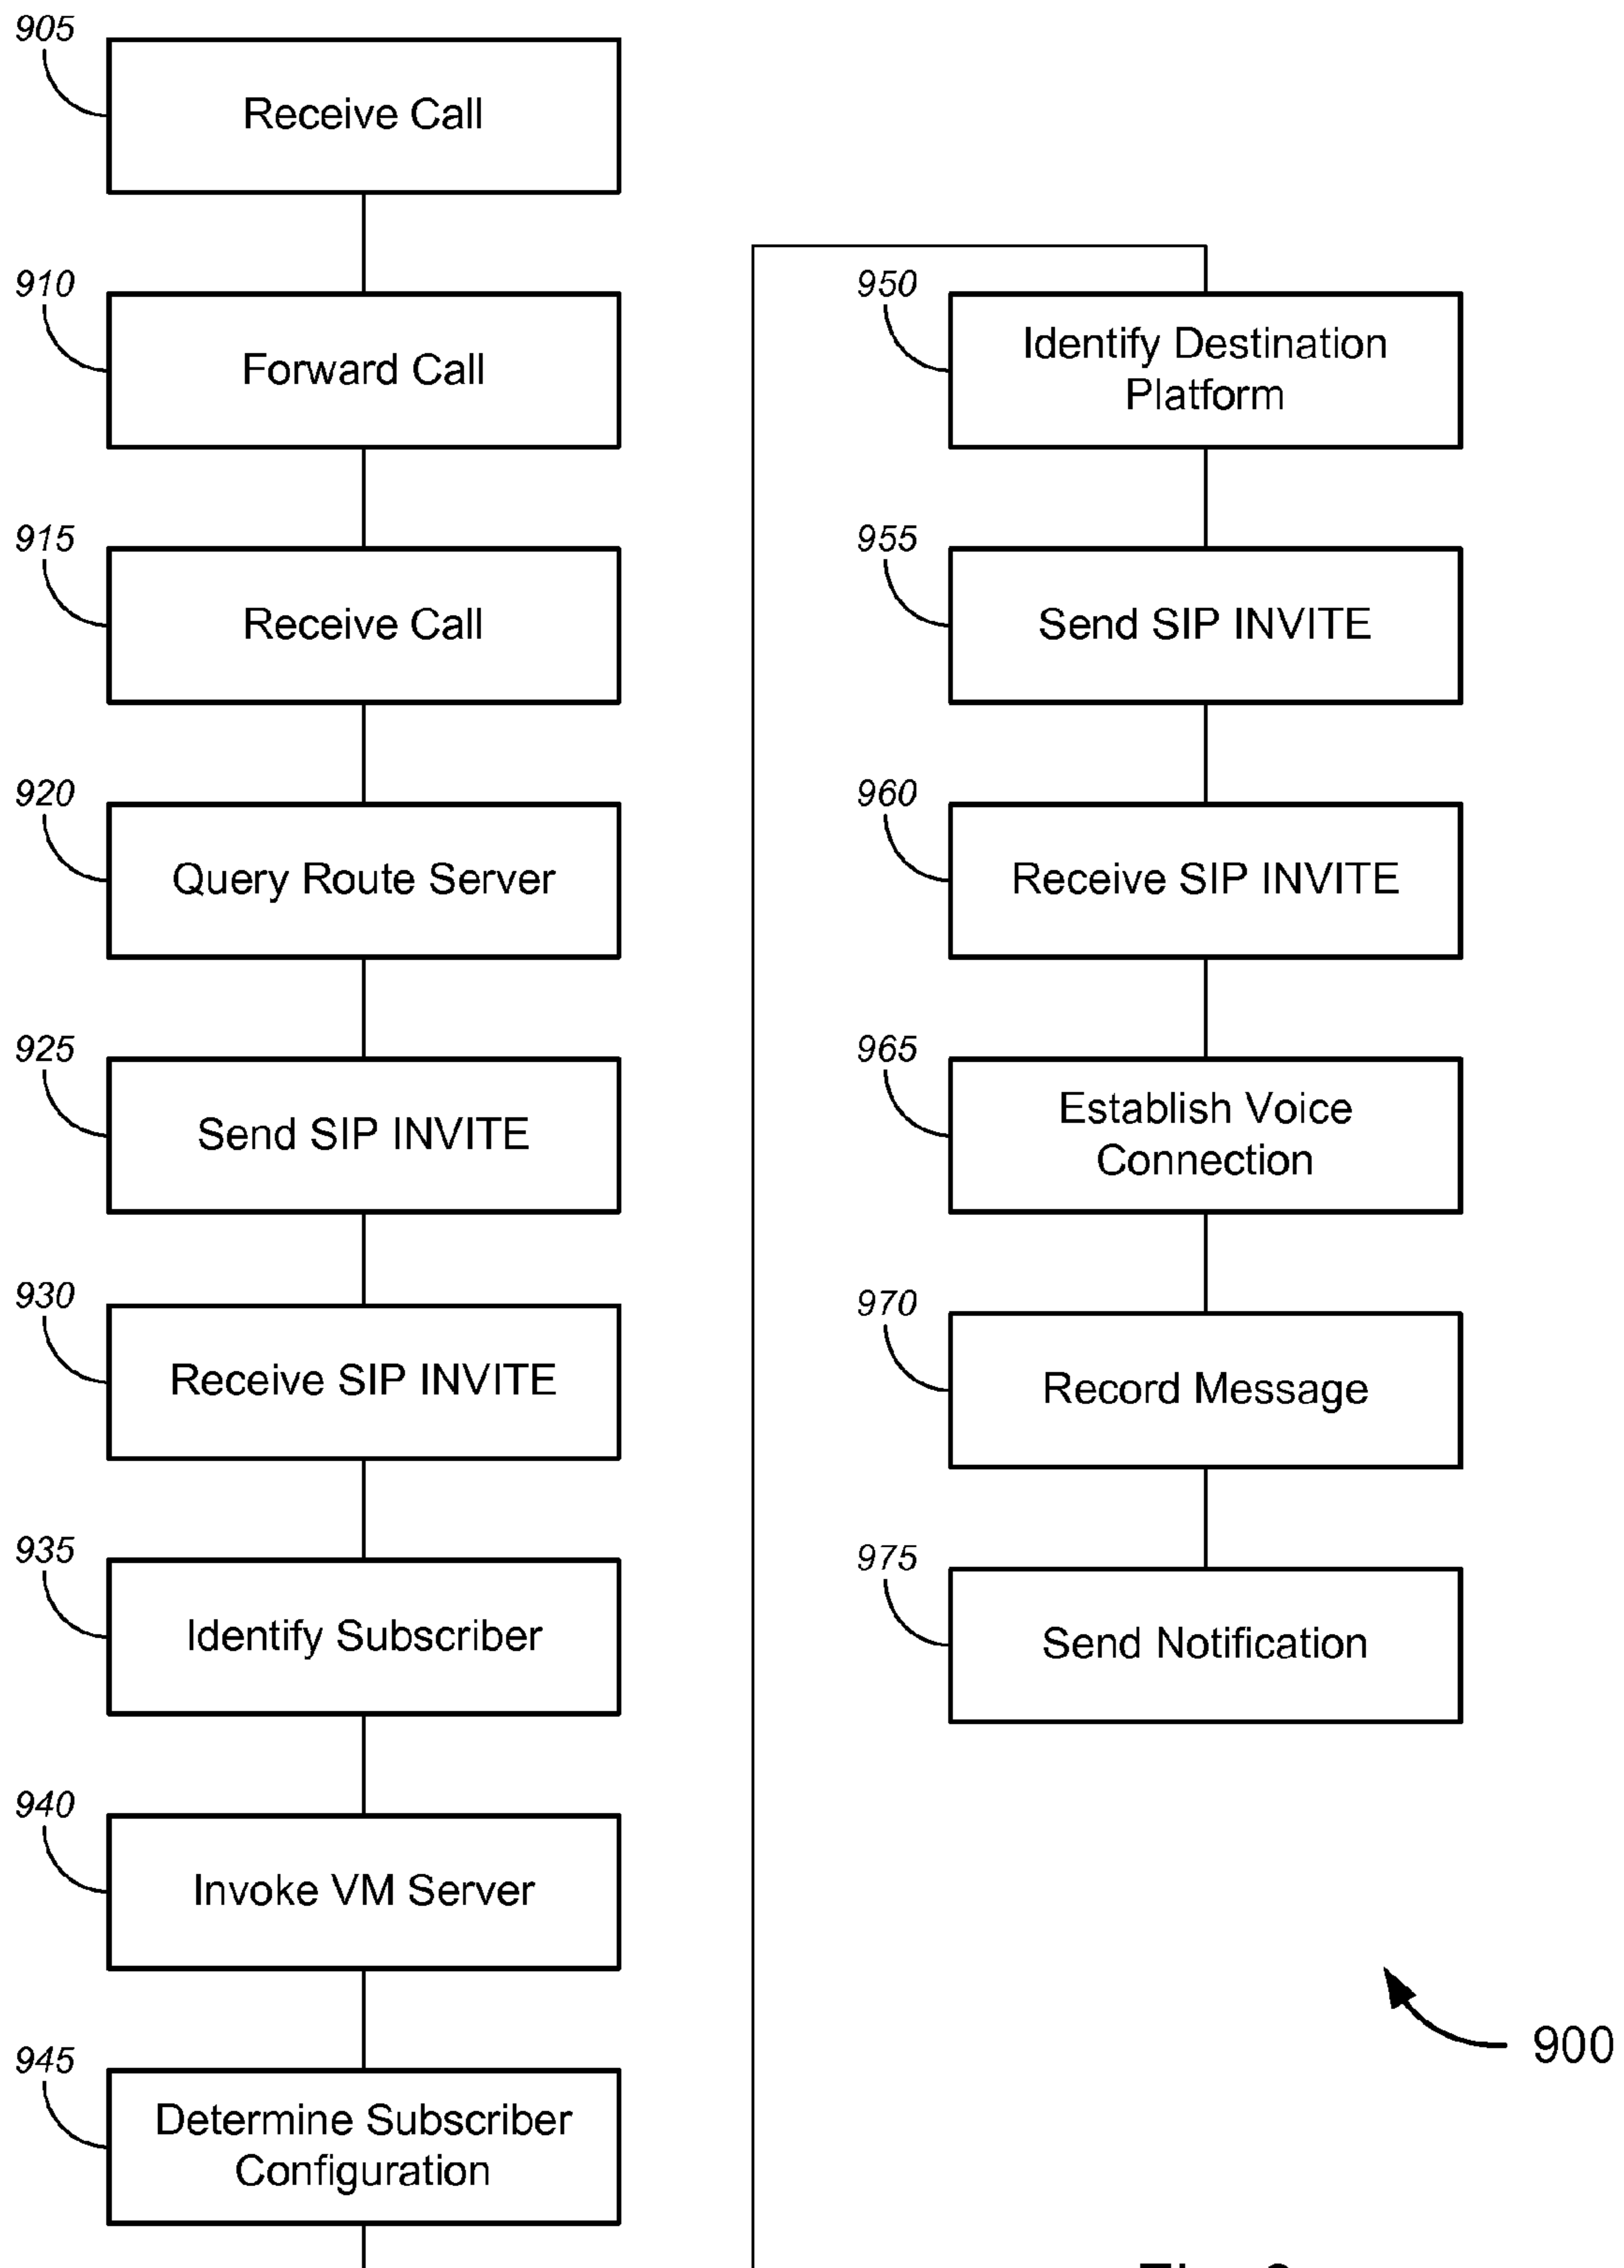 905
Receive Call
910
Forward Call
915
Receive Call
920
Query Route Server
925
Send SIP INVITE
930
Receive SIP INVITE
935
Identify Subscriber
940
Invoke VM Server
945
Determine Subscriber
Configuration
950
Identify Destination
Platform
955
Send SIP INVITE
960
Receive SIP INVITE
965
Establish Voice
Connection
970
Record Message
975
Send Notification
900